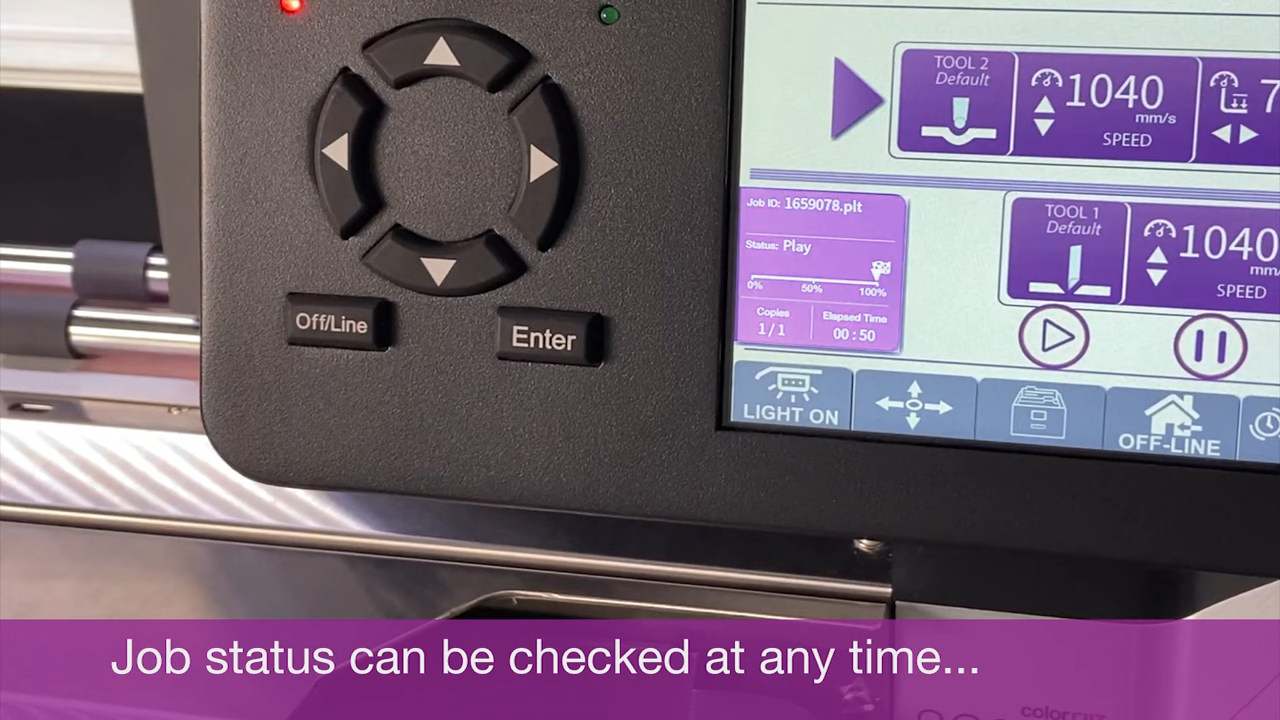 TOOL 2
Default
1040
mm/s
SPEED
7
Job ID: 1659078.plt
Status: Play
0% 50% 100%
Copies
1/1
Elapsed Time
00:50
TOOL 1
Default
1040
mm/
SPEED
Off/Line
Enter
LIGHT ON
OFF-LINE
Job status can be checked at any time...